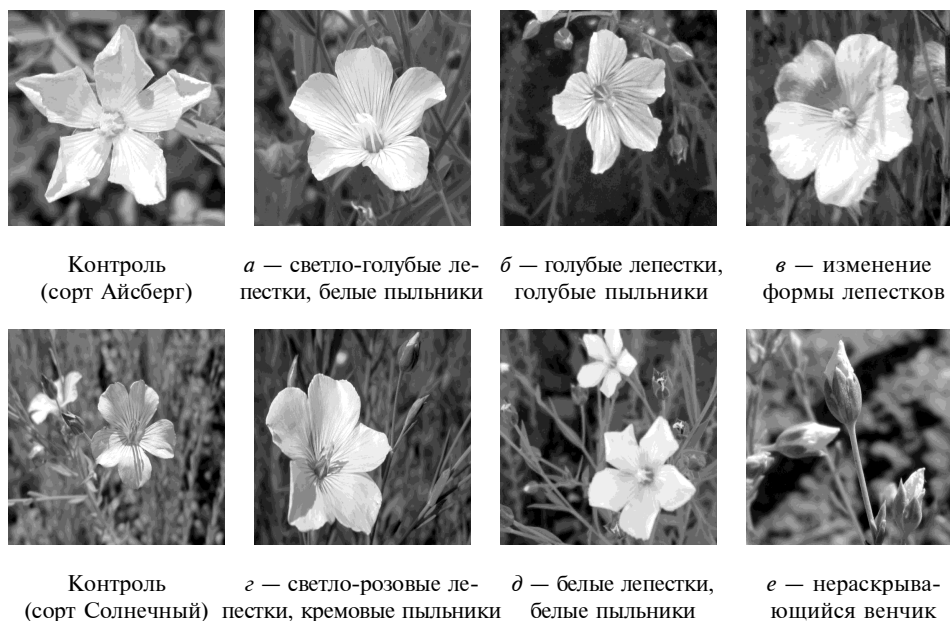 Контроль
(сорт Айсберг)
а — светло-голубые ле-
пестки, белые пыльники
б — голубые лепестки,
голубые пыльники
в — изменение
формы лепестков
Контроль
(сорт Солнечный)
г — светло-розовые ле-
пестки, кремовые пыльники
д — белые лепестки,
белые пыльники
е — нераскрыва-
ющийся венчик